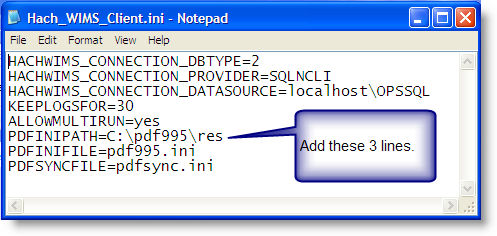 Hach_WIMS_Client.ini - Notepad
File Edit Format View Help
HACHWIMS_CONNECTION_DBTYPE=2
HACHWIMS_CONNECTION_PROVIDER=SQLNCLI
HACHWIMS_CONNECTION_DATASOURCE=localhost\OPSSQL
KEEPLOGSFOR=30
ALLOWMULTIRUN=yes
PDFINIPATH=C:\pdf995\res
PDFINIFILE=pdf995.ini
PDFSYNCFILE=pdfsync.ini
Add these 3 lines.